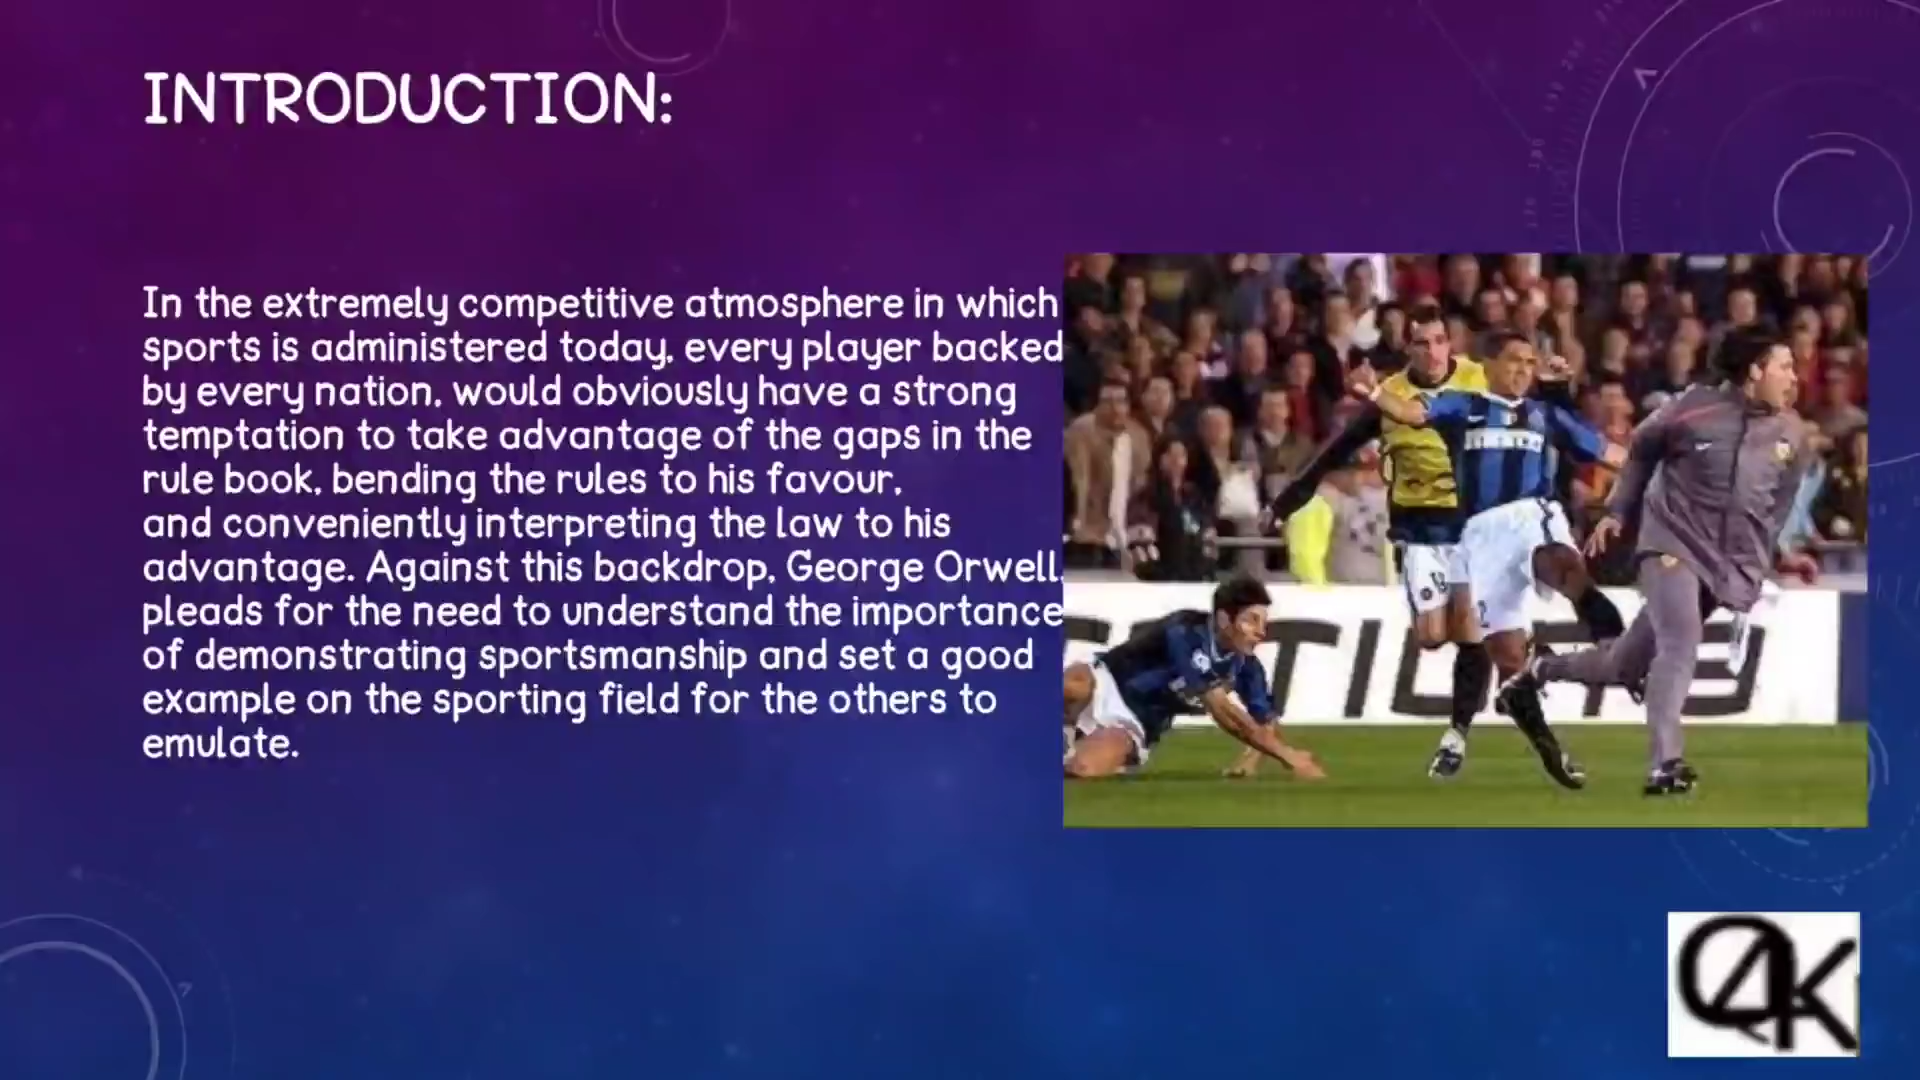 INTRODUCTION:
In the extremely competitive atmosphere in which
sports is administered today, every player backed
by every nation, would obviously have a strong
temptation to take advantage of the gaps in the
rule book, bending the rules to his favour,
and conveniently interpreting the law to his
advantage. Against this backdrop, George Orwell,
pleads for the need to understand the importance
of demonstrating sportsmanship and set a good
example on the sporting field for the others to
emulate.